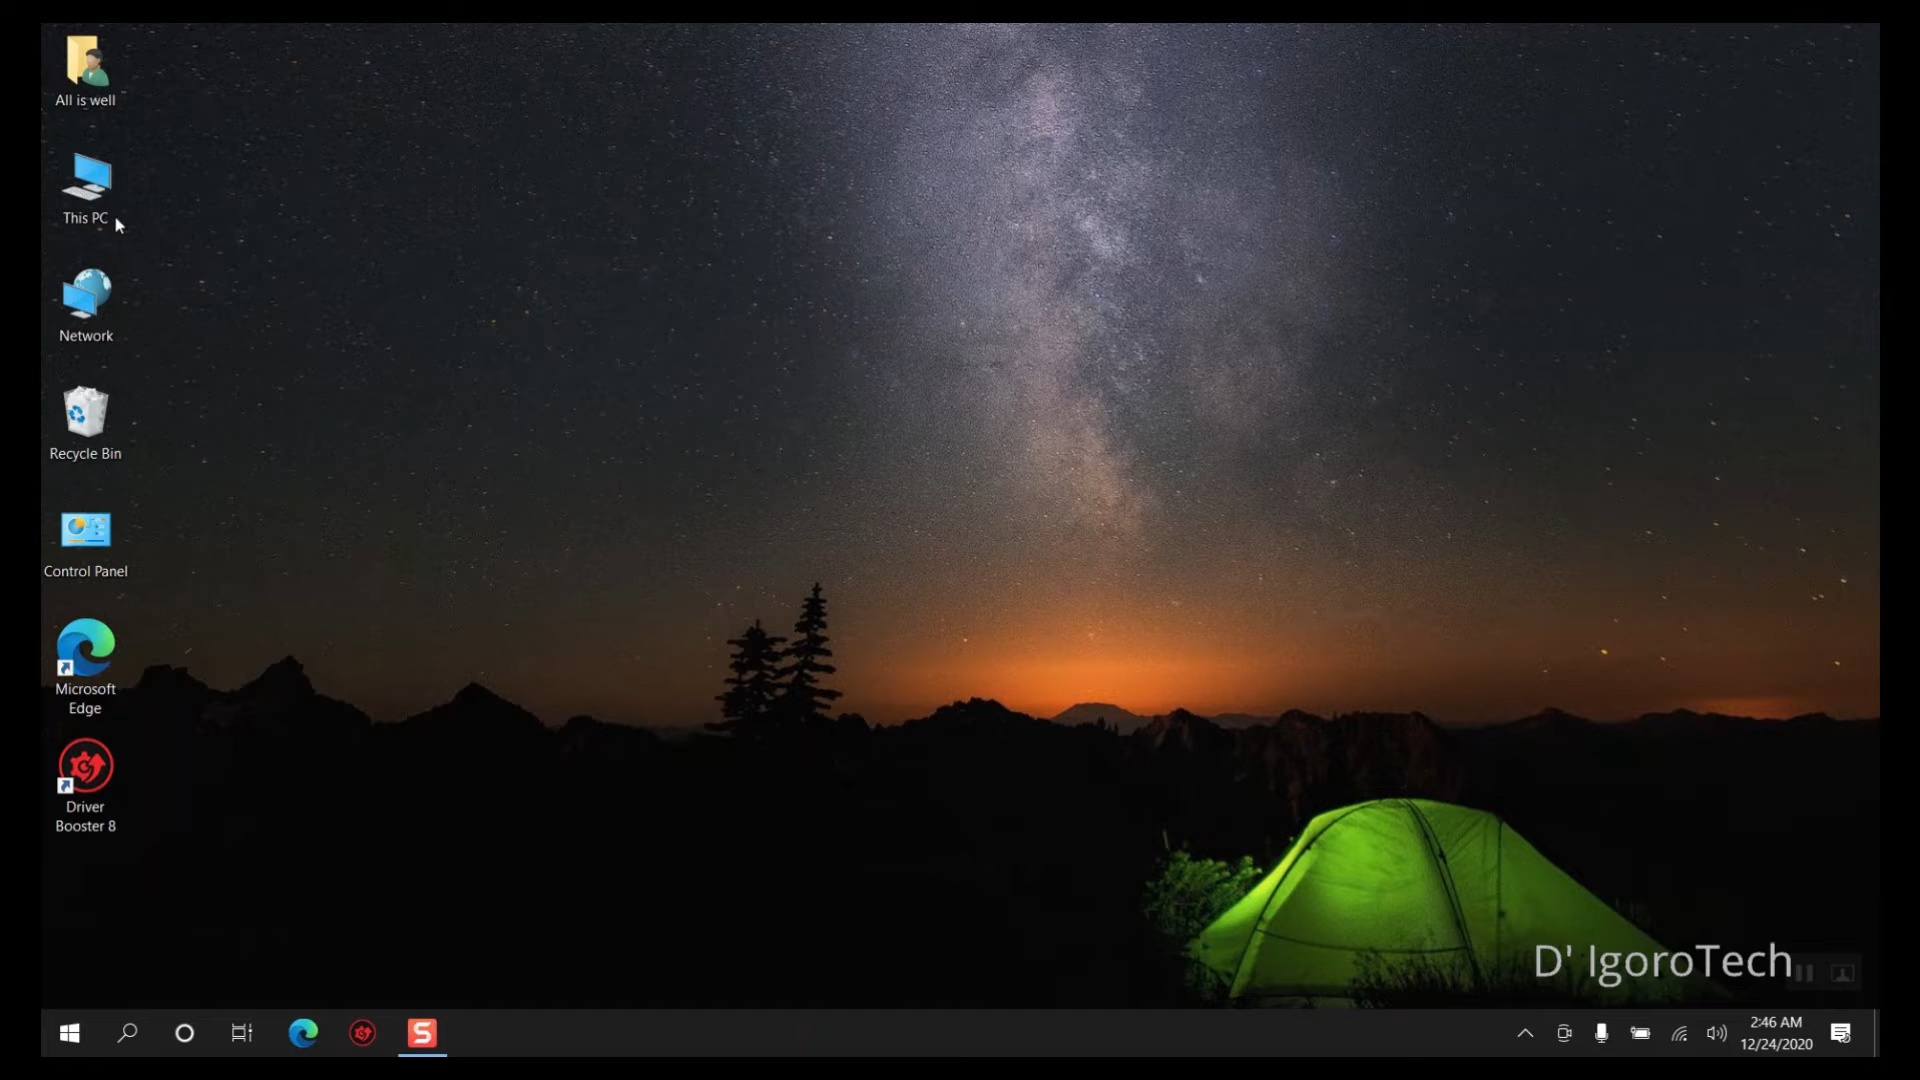 All is well
This PC
Network
Recycle Bin
Control Panel
Microsoft
Edge
Driver
Booster 8
D' IgoroTech
S
2:46 AM
12/24/2020